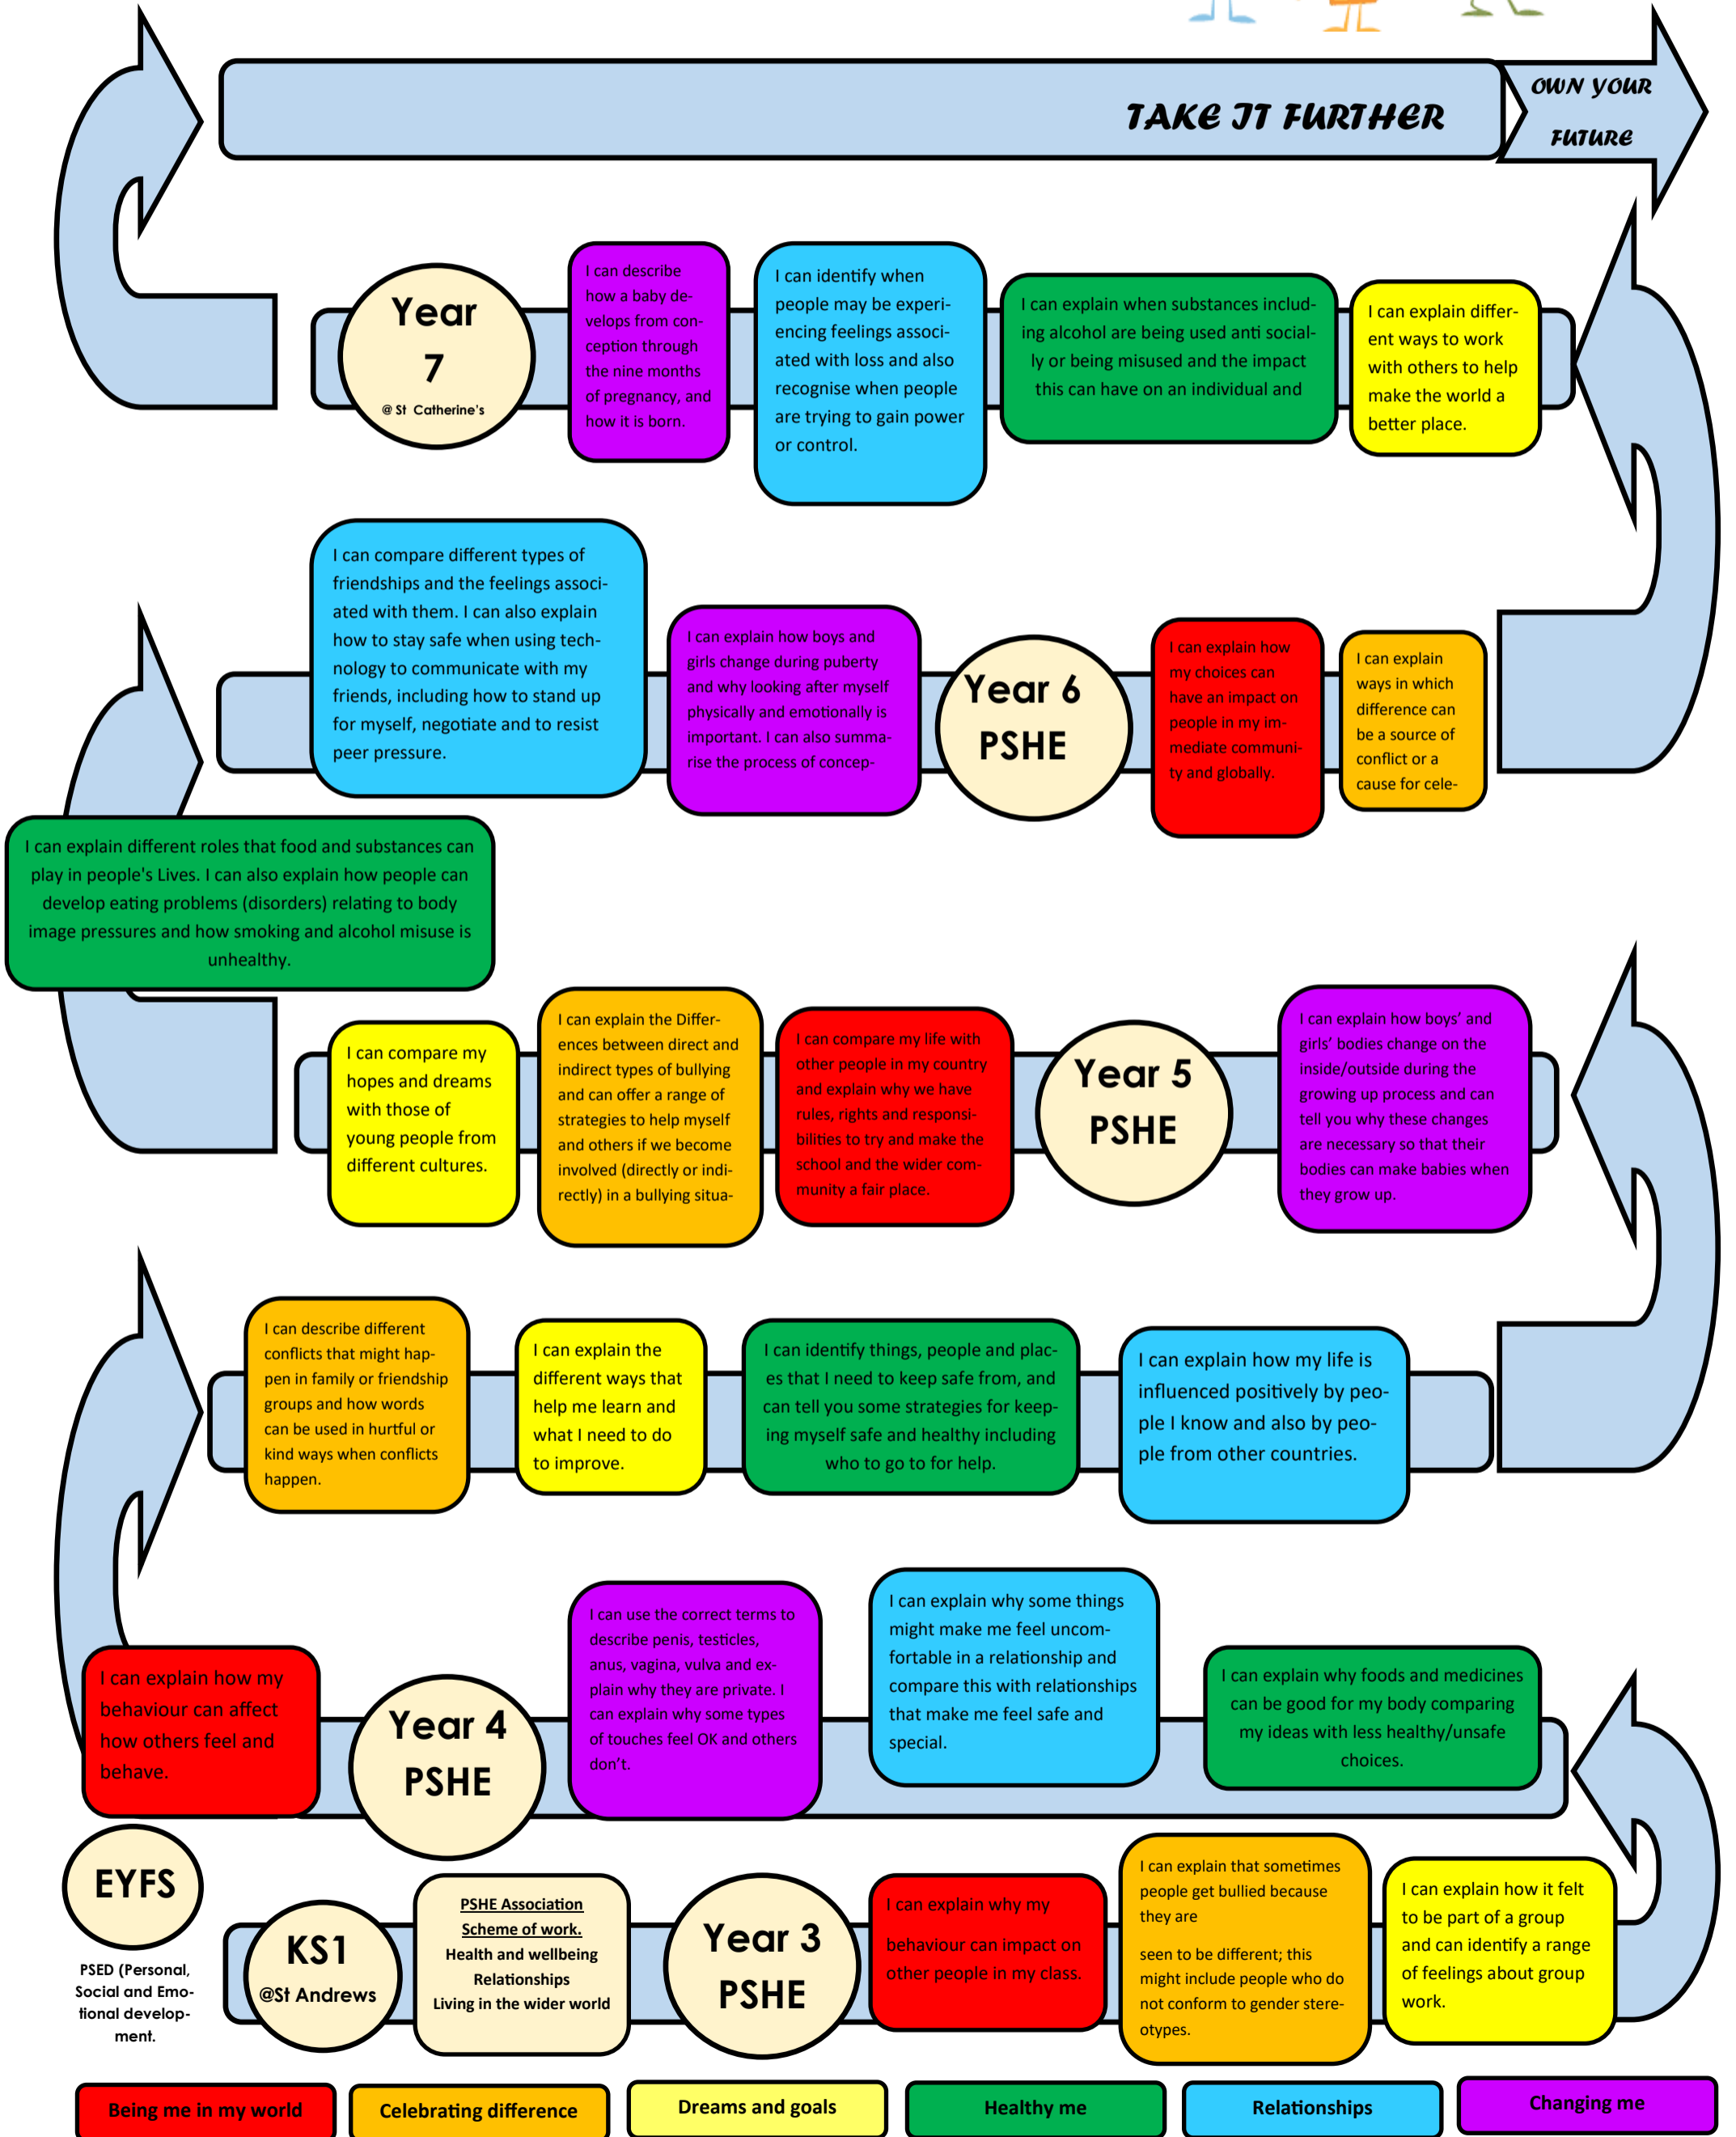 TAKE IT FURTHER
OWN YOUR
FUTURE
Year
7
@ St Catherine's
I can describe
how a baby de-
velops from con-
ception through
the nine months
of pregnancy, and
how it is born.
I can identify when
people may be experi-
encing feelings associ-
ated with loss and also
recognise when people
are trying to gain power
or control.
I can explain when substances includ-
ing alcohol are being used anti social-
ly or being misused and the impact
this can have on an individual and
I can explain differ-
ent ways to work
with others to help
make the world a
better place.
I can compare different types of
friendships and the feelings associ-
ated with them. I can also explain
how to stay safe when using tech-
nology to communicate with my
friends, including how to stand up
for myself, negotiate and to resist
peer pressure.
I can explain how boys and
girls change during puberty
and why looking after myself
physically and emotionally is
important. I can also summa-
rise the process of concep-
Year 6
PSHE
I can explain how
my choices can
have an impact on
people in my im-
mediate communi-
ty and globally.
I can explain
ways in which
difference can
be a source of
conflict or a
cause for cele-
I can explain different roles that food and substances can
play in people's Lives. I can also explain how people can
develop eating problems (disorders) relating to body
image pressures and how smoking and alcohol misuse is
unhealthy.
I can compare my
hopes and dreams
with those of
young people from
different cultures.
I can explain the Differ-
ences between direct and
indirect types of bullying
and can offer a range of
strategies to help myself
and others if we become
involved (directly or indi-
rectly) in a bullying situa-
I can compare my life with
other people in my country
and explain why we have
rules, rights and responsi-
bilities to try and make the
school and the wider com-
munity a fair place.
Year 5
PSHE
I can explain how boys' and
girls' bodies change on the
inside/outside during the
growing up process and can
tell you why these changes
are necessary so that their
bodies can make babies when
they grow up.
I can describe different
conflicts that might hap-
pen in family or friendship
groups and how words
can be used in hurtful or
kind ways when conflicts
happen.
I can explain the
different ways that
help me learn and
what I need to do
to improve.
I can identify things, people and plac-
es that I need to keep safe from, and
can tell you some strategies for keep-
ing myself safe and healthy including
who to go to for help.
I can explain how my life is
influenced positively by peo-
ple I know and also by peo-
ple from other countries.
I can explain how my
behaviour can affect
how others feel and
behave.
Year 4
PSHE
I can use the correct terms to
describe penis, testicles,
anus, vagina, vulva and ex-
plain why they are private. I
can explain why some types
of touches feel OK and others
don't.
I can explain why some things
might make me feel uncom-
fortable in a relationship and
compare this with relationships
that make me feel safe and
special.
I can explain why foods and medicines
can be good for my body comparing
my ideas with less healthy/unsafe
choices.
EYFS
PSED (Personal,
Social and Emo-
tional develop-
ment.
KS1
@St Andrews
PSHE Association
Scheme of work.
Health and wellbeing
Relationships
Living in the wider world
Year 3
PSHE
I can explain why my
behaviour can impact on
other people in my class.
I can explain that sometimes
people get bullied because
they are
seen to be different; this
might include people who do
not conform to gender stere-
otypes.
I can explain how it felt
to be part of a group
and can identify a range
of feelings about group
work.
Being me in my world
Celebrating difference
Dreams and goals
Healthy me
Relationships
Changing me